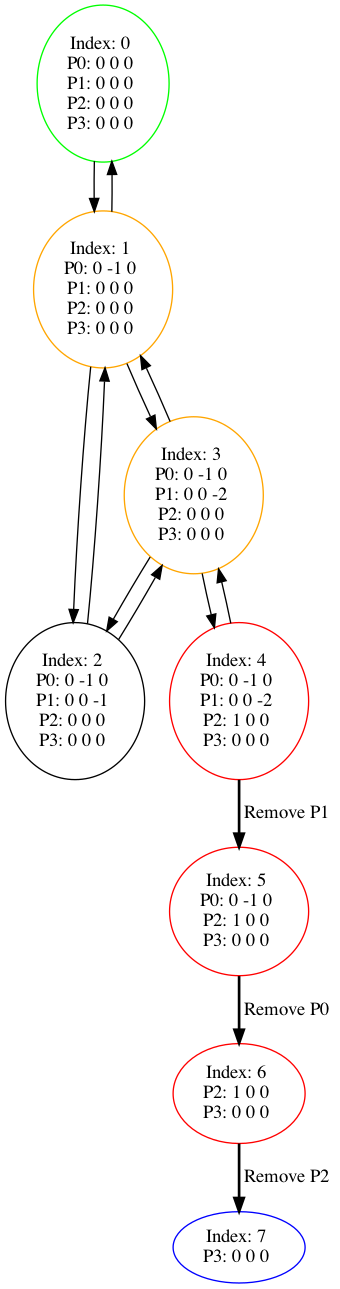 Index: 0
P0: 0 0 0
P1: 0 0 0
P2: 0 0 0
P3: 0 0 0
Index: 1
P0: 0 -1 0
P1: 0 0 0
P2: 0 0 0
P3: 0 0 0
Index: 3
P0: 0 -1 0
P1: 0 0 -2
P2: 0 0 0
P3: 0 0 0
Index: 2
P0: 0 -1 0
P1: 0 0 -1
P2: 0 0 0
P3: 0 0 0
Index: 4
P0: 0 -1 0
P1: 0 0 -2
P2: 1 0 0
P3: 0 0 0
Remove P1
Index: 5
P0: 0 -1 0
P2: 1 0 0
P3: 0 0 0
Remove P0
Index: 6
P2: 1 0 0
P3: 0 0 0
Remove P2
Index: 7
P3: 0 0 0